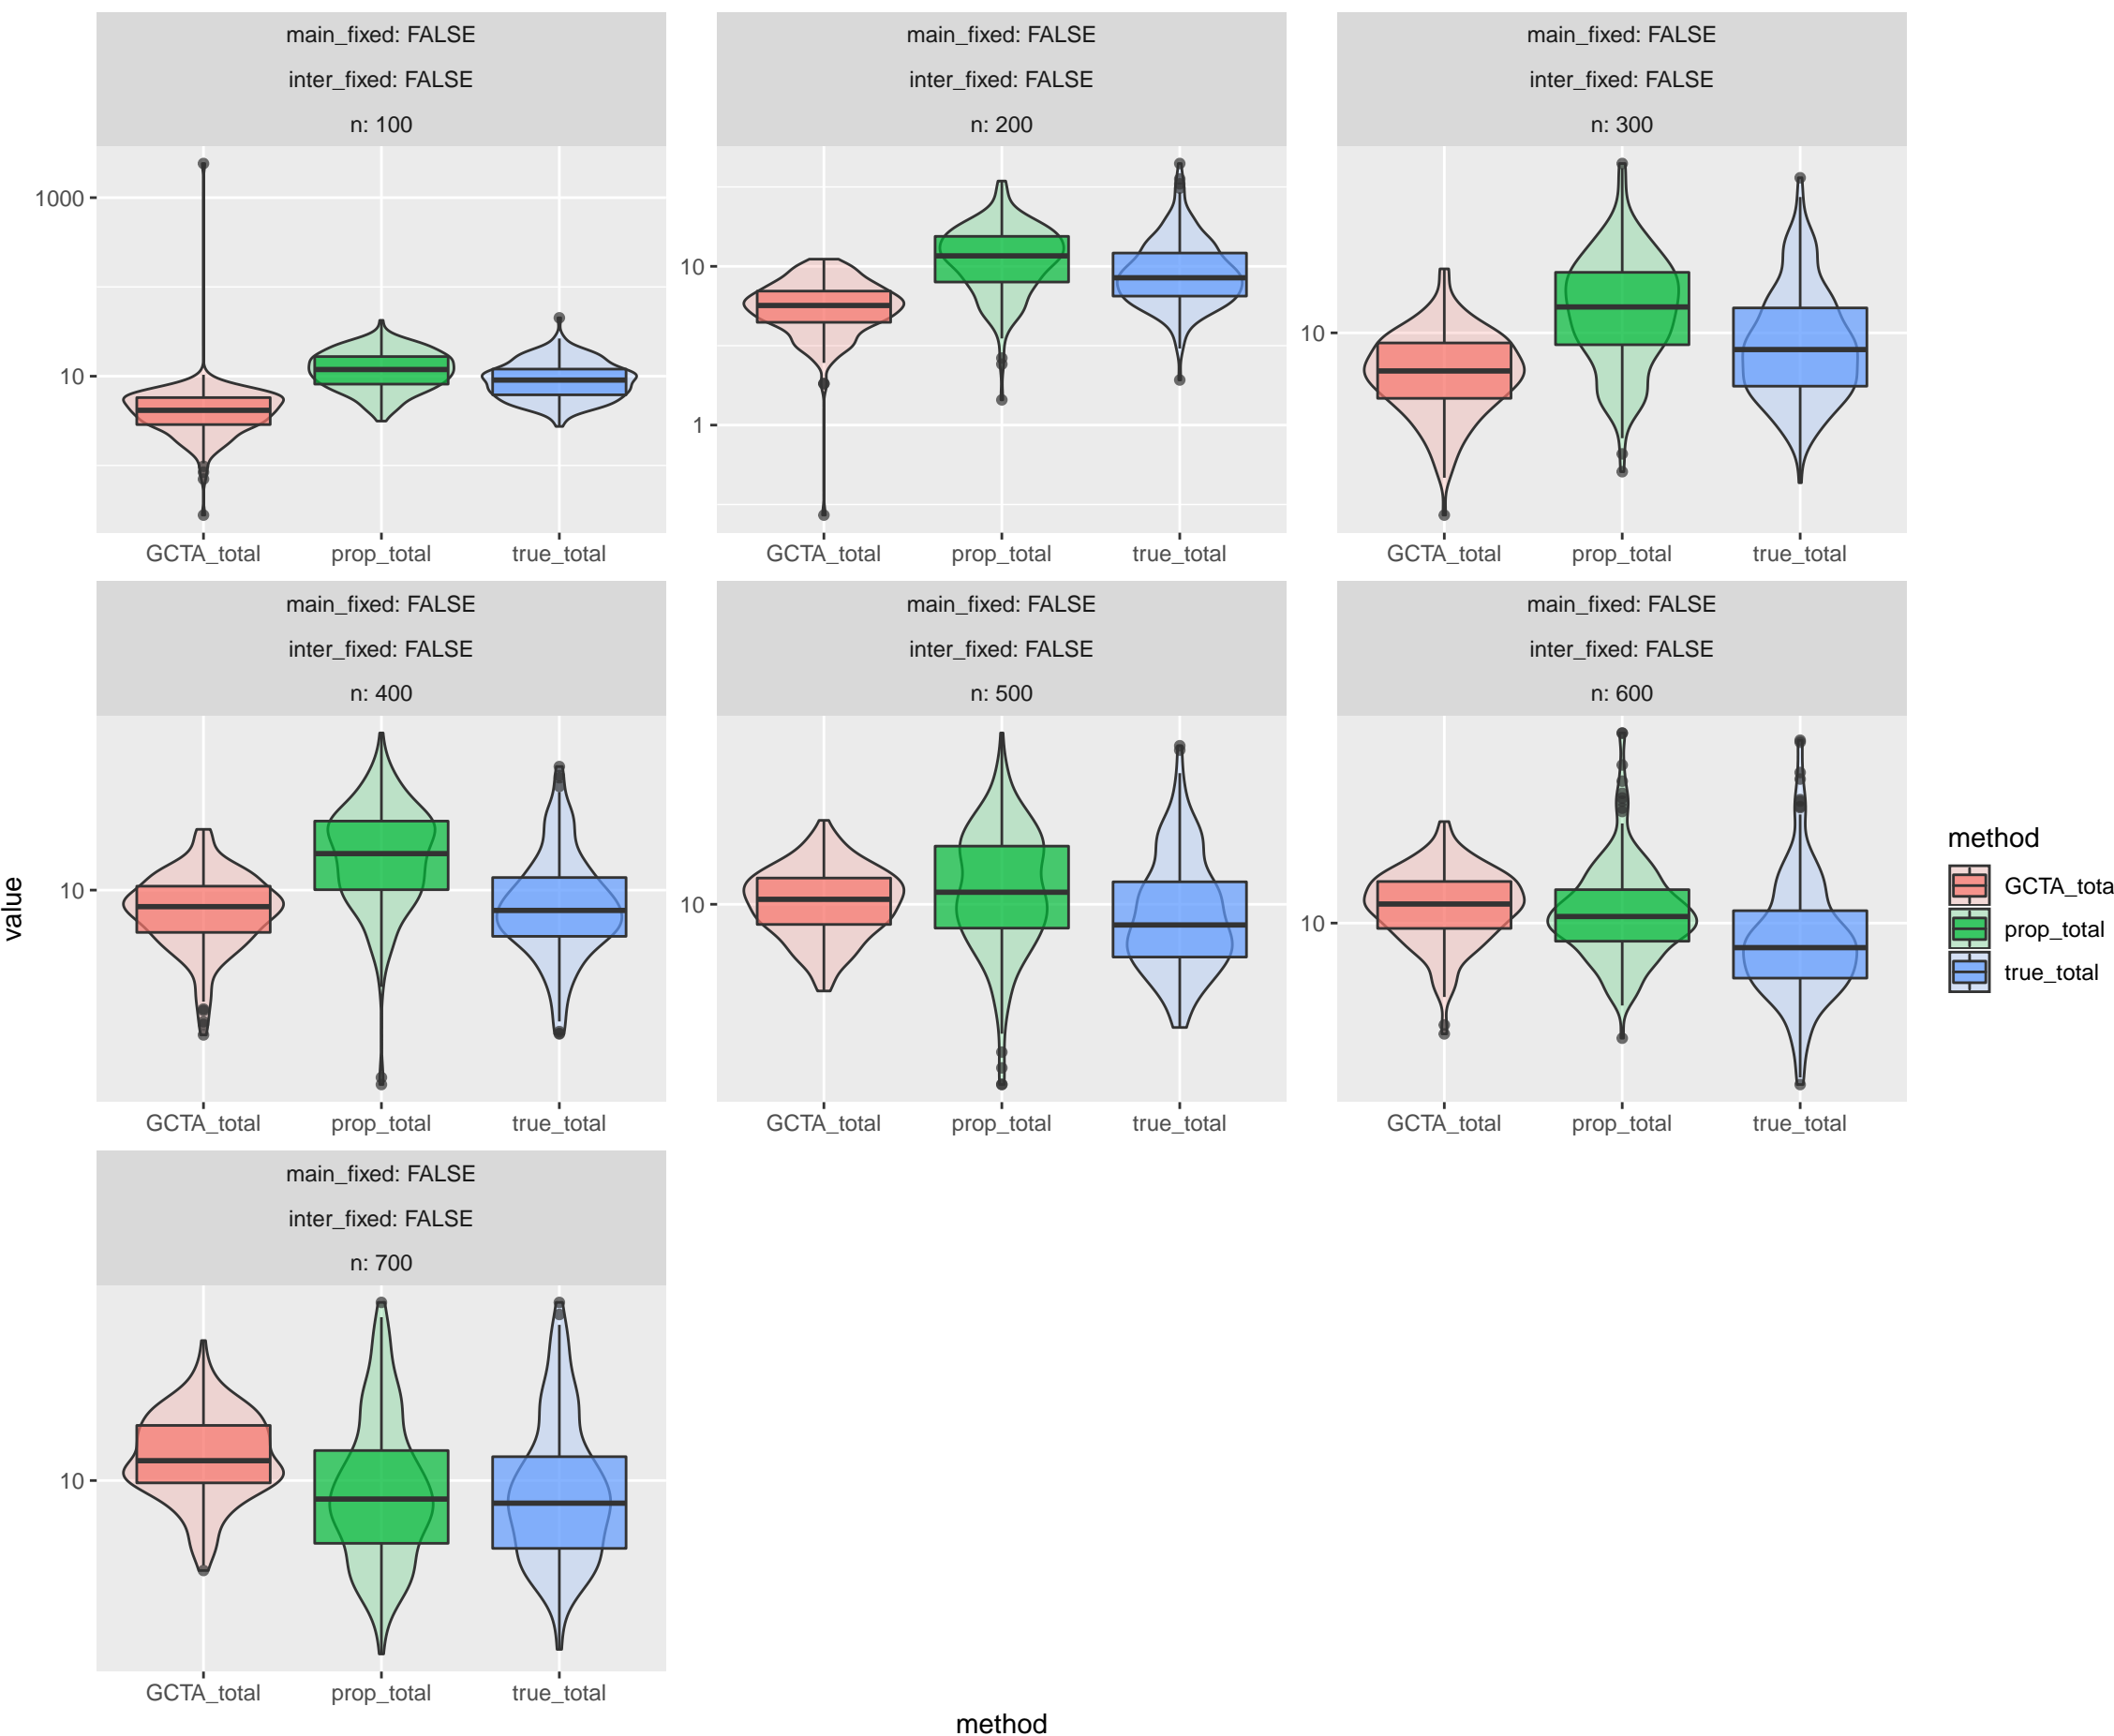 main_fixed: FALSE main_fixed: FALSE main_fixed: FALSE
inter_fixed: FALSE inter_fixed: FALSE inter_fixed: FALSE
n: 100 n: 200 n: 300
1000
10
10
1
10
GCTA_total prop_total true_total GCTA_total prop_total true_total GCTA_total prop_total true_total
main_fixed: FALSE main_fixed: FALSE main_fixed: FALSE
inter_fixed: FALSE inter_fixed: FALSE inter_fixed: FALSE
n: 400 n: 500 n: 600
10
10
10
GCTA_total prop_total true_total GCTA_total prop_total true_total GCTA_total prop_total true_total
main_fixed: FALSE
inter_fixed: FALSE
n: 700
10
GCTA_total prop_total true_total
value
method
method
GCTA_tota
prop_total
true_total